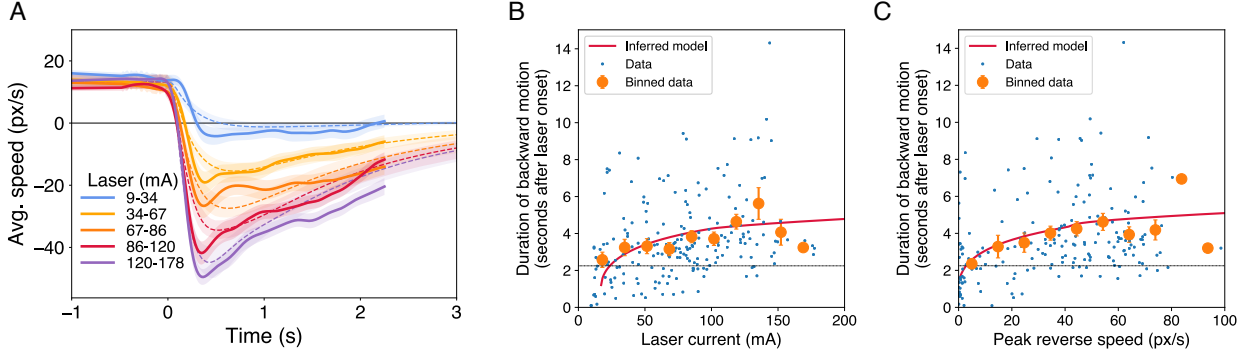 A
Avg. speed (px/s)
20
0
−20
−40
Laser (mA)
9-34
34-67
67-86
86-120
120-178
−1
0
1
2
3
Time (s)
B
Duration of backward motion
(seconds after laser onset)
14
12
10
8
6
4
2
0
Inferred model
Data
Binned data
0
50
100
150
200
Laser current (mA)
C
Duration of backward motion
(seconds after laser onset)
14
12
10
8
6
4
2
0
Inferred model
Data
Binned data
0
20
40
60
80
100
Peak reverse speed (px/s)